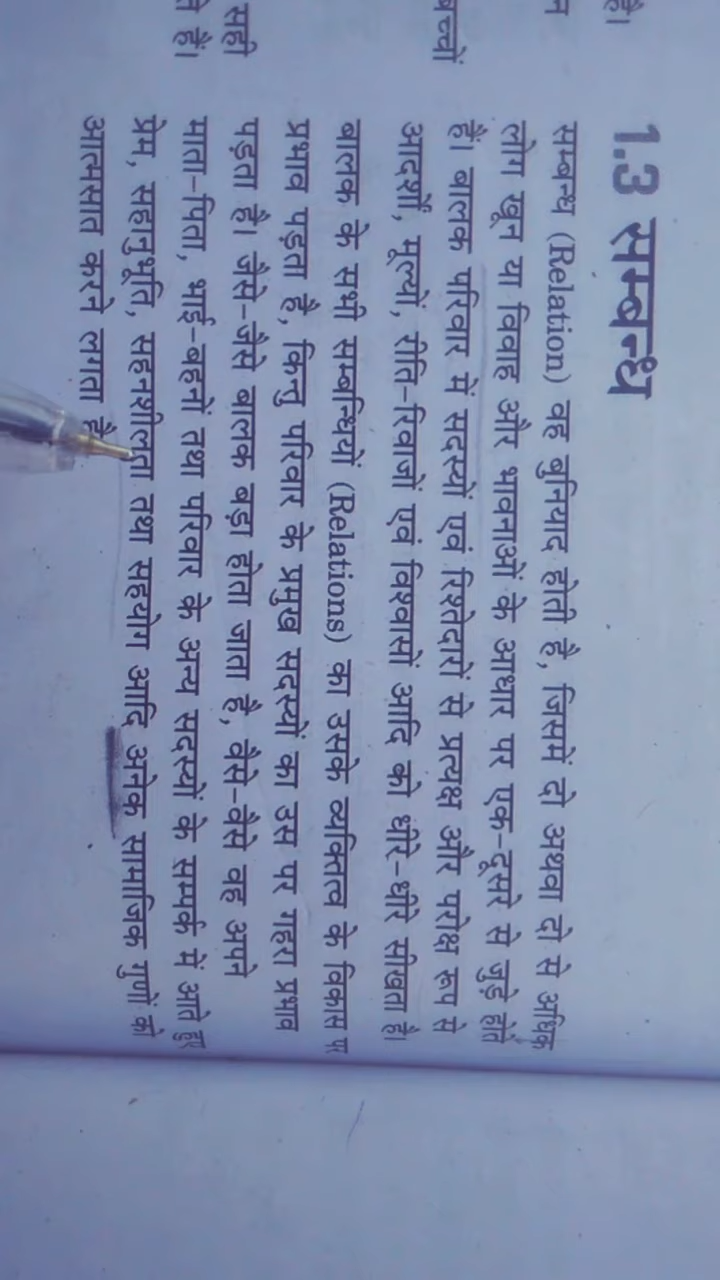 है।
सही
बच्चों
हैं।
1.3 सम्बन्ध
सम्बन्ध (Relation) वह बुनियाद होती है, जिसमें दो अथवा दो से अधिक
लोग खून या विवाह और भावनाओं के आधार पर एक-दूसरे से जुड़े होते
हैं। बालक परिवार में सदस्यों एवं रिश्तेदारों से प्रत्यक्ष और परोक्ष रूप से
आदर्शों, मूल्यों, रीति-रिवाजों एवं विश्वासों आदि को धीरे-धीरे सीखता है।
बालक के सभी सम्बन्धियों (Relations) का उसके व्यक्तित्व के विकास
प्रभाव पड़ता है, किन्तु परिवार के प्रमुख सदस्यों का उस पर गहरा प्रभाव
पड़ता है। जैसे-जैसे बालक बड़ा होता जाता है, वैसे-वैसे वह अपने
माता-पिता, भाई-बहनों तथा परिवार के अन्य सदस्यों के सम्पर्क में आते हुए
प्रेम, सहानुभूति, सहनशीलता तथा सहयोग आदि अनेक सामाजिक गुणों को
आत्मसात करने लगता है